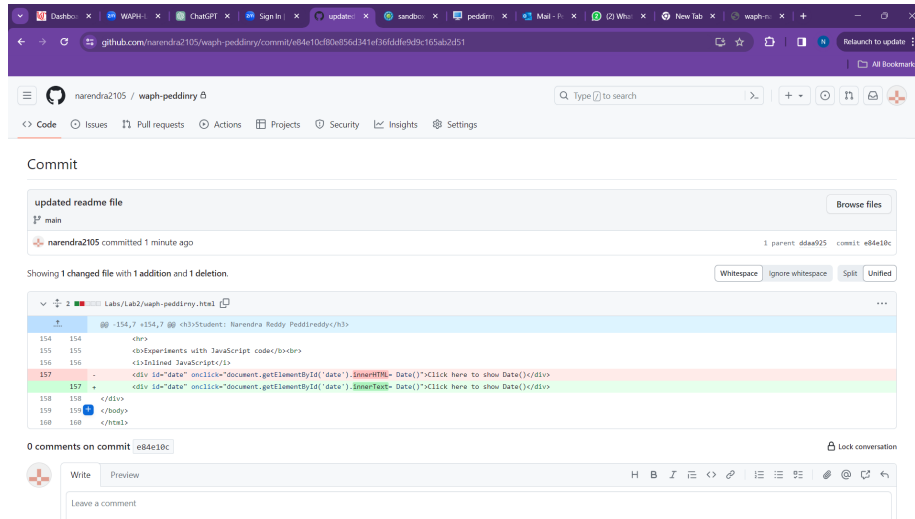 Dashbo
WAPH-L
ChatGPT
Sign In |
updated
sandbox
peddirn
Mail - P
(2) What
New Tab
waph-n
github.com/narendra2105/waph-peddinry/commit/e84e10cf80e856d341ef36fddfe9d9c165ab2d51
N
Relaunch to update
All Bookmark
narendra2105 / waph-peddinry
Type / to search
<> Code
Issues
Pull requests
Actions
Projects
Security
Insights
Settings
Commit
updated readme file
Browse files
main
narendra2105 committed 1 minute ago
1 parent ddaa925 commit e84e10c
Showing 1 changed file with 1 addition and 1 deletion.
Whitespace Ignore whitespace
Split Unified
2 Labs/Lab2/waph-peddirny.html
@@ -154,7 +154,7 @@ <h3>Student: Narendra Reddy Peddireddy</h3>
154 154 <hr>
155 155 <b>Experiments with JavaScript code</b><br>
156 156 <i>Inlined JavaScript</i>
157 - <div id="date" onclick="document.getElementById('date').innerHTML= Date()">Click here to show Date()</div>
157 + <div id="date" onclick="document.getElementById('date').innerText= Date()">Click here to show Date()</div>
158 158 </div>
159 159 </body>
160 160 </html>
0 comments on commit e84e10c
Lock conversation
Write
Preview
Leave a comment